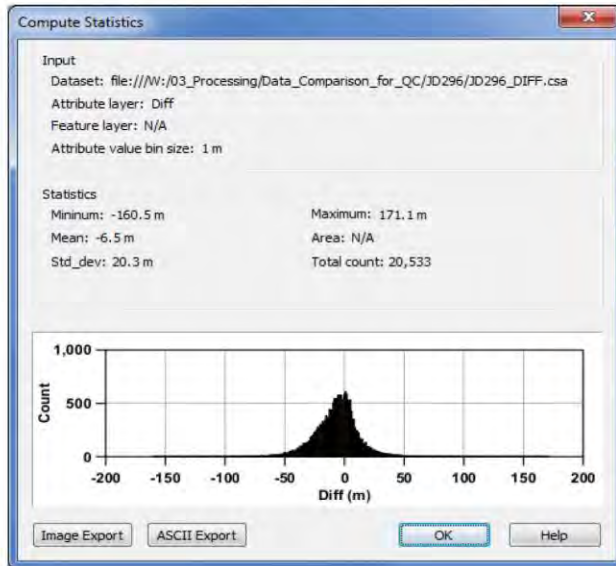 Compute Statistics
Input
Dataset: file:///W:/03_Processing/Data_Comparison_for_QC/JD296/JD296_DIFF.csa
Attribute layer: Diff
Feature layer: N/A
Attribute value bin size: 1 m
Statistics
Mininum: -160.5 m
Maximum: 171.1 m
Mean: -6.5 m
Area: N/A
Std_dev: 20.3 m
Total count: 20,533
1,000
500
0
Count
-200 -150 -100 -50 0 50 100 150 200
Diff (m)
Image Export
ASCII Export
OK
Help